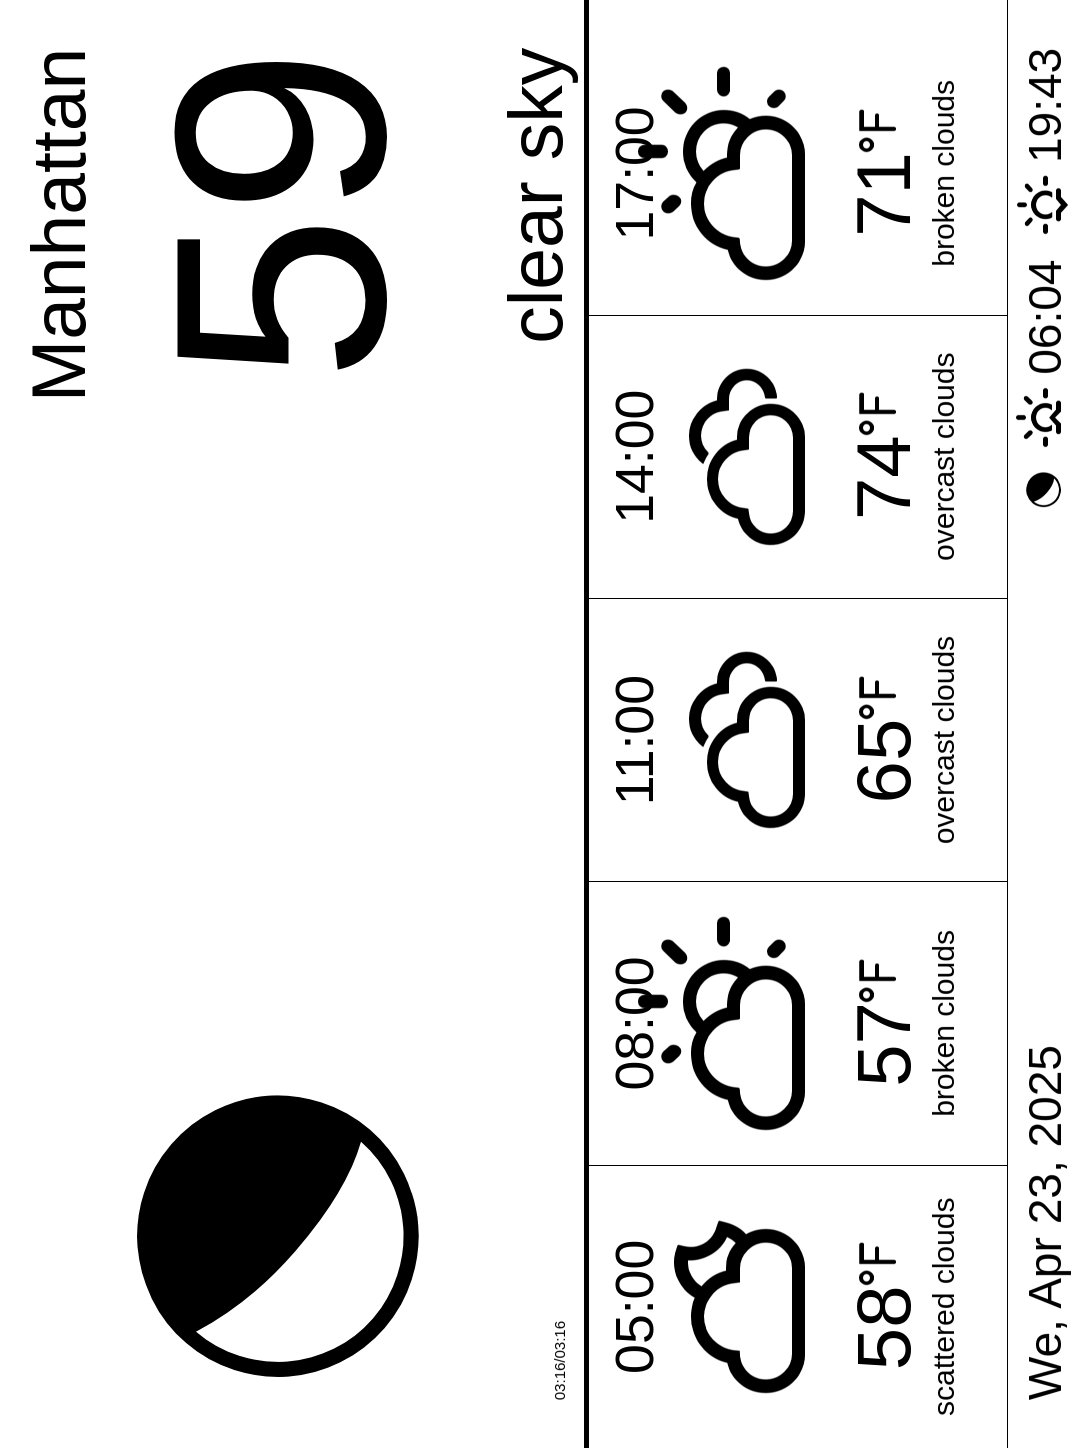 Manhattan
59
clear sky
03:16/03:16
05:00
58°F
scattered clouds
08:00
57°F
broken clouds
11:00
65°F
overcast clouds
14:00
74°F
overcast clouds
17:00
71°F
broken clouds
We, Apr 23, 2025
06:04
19:43